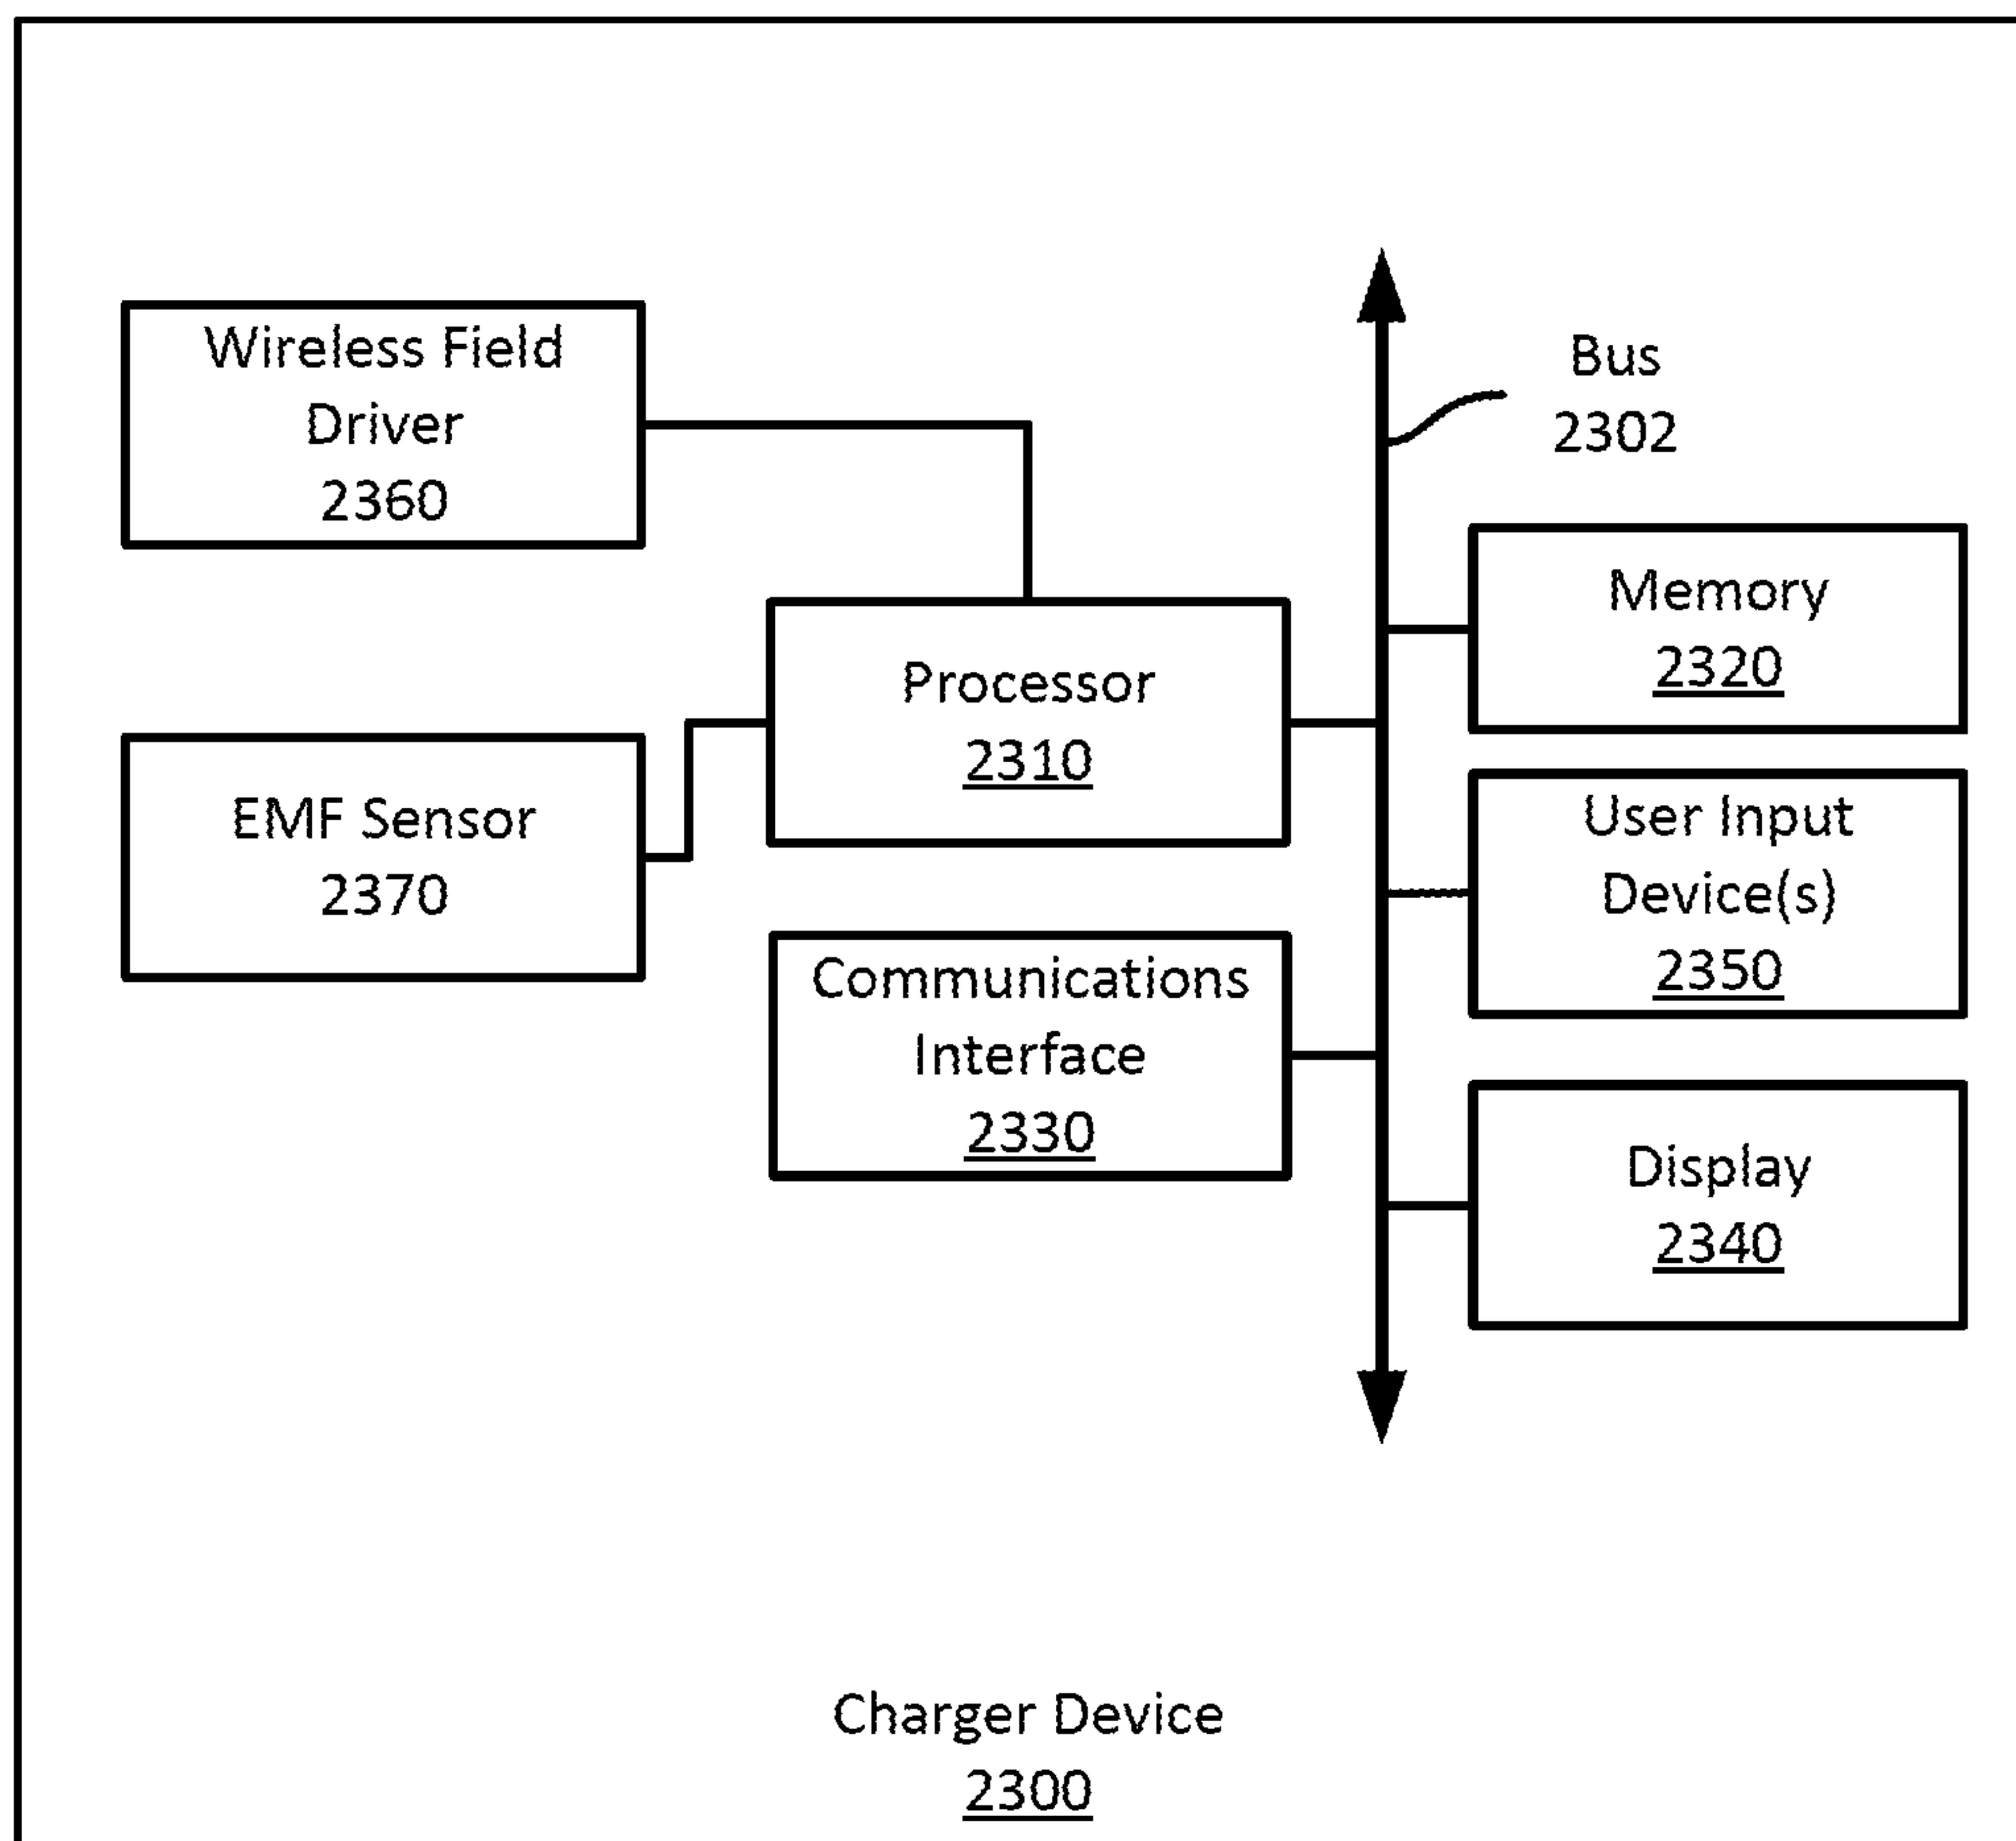 Wireless Field
Driver
2360
Bus
2302
Memory
2320
Processor
2310
EMF Sensor
2370
User Input
Device(s)
2350
Communications
Interface
2330
Display
2340
Charger Device
2300